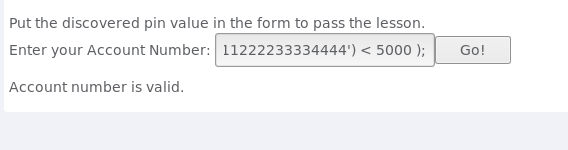 Put the discovered pin value in the form to pass the lesson.
Enter your Account Number: 11222233334444') < 5000 ); Go!
Account number is valid.